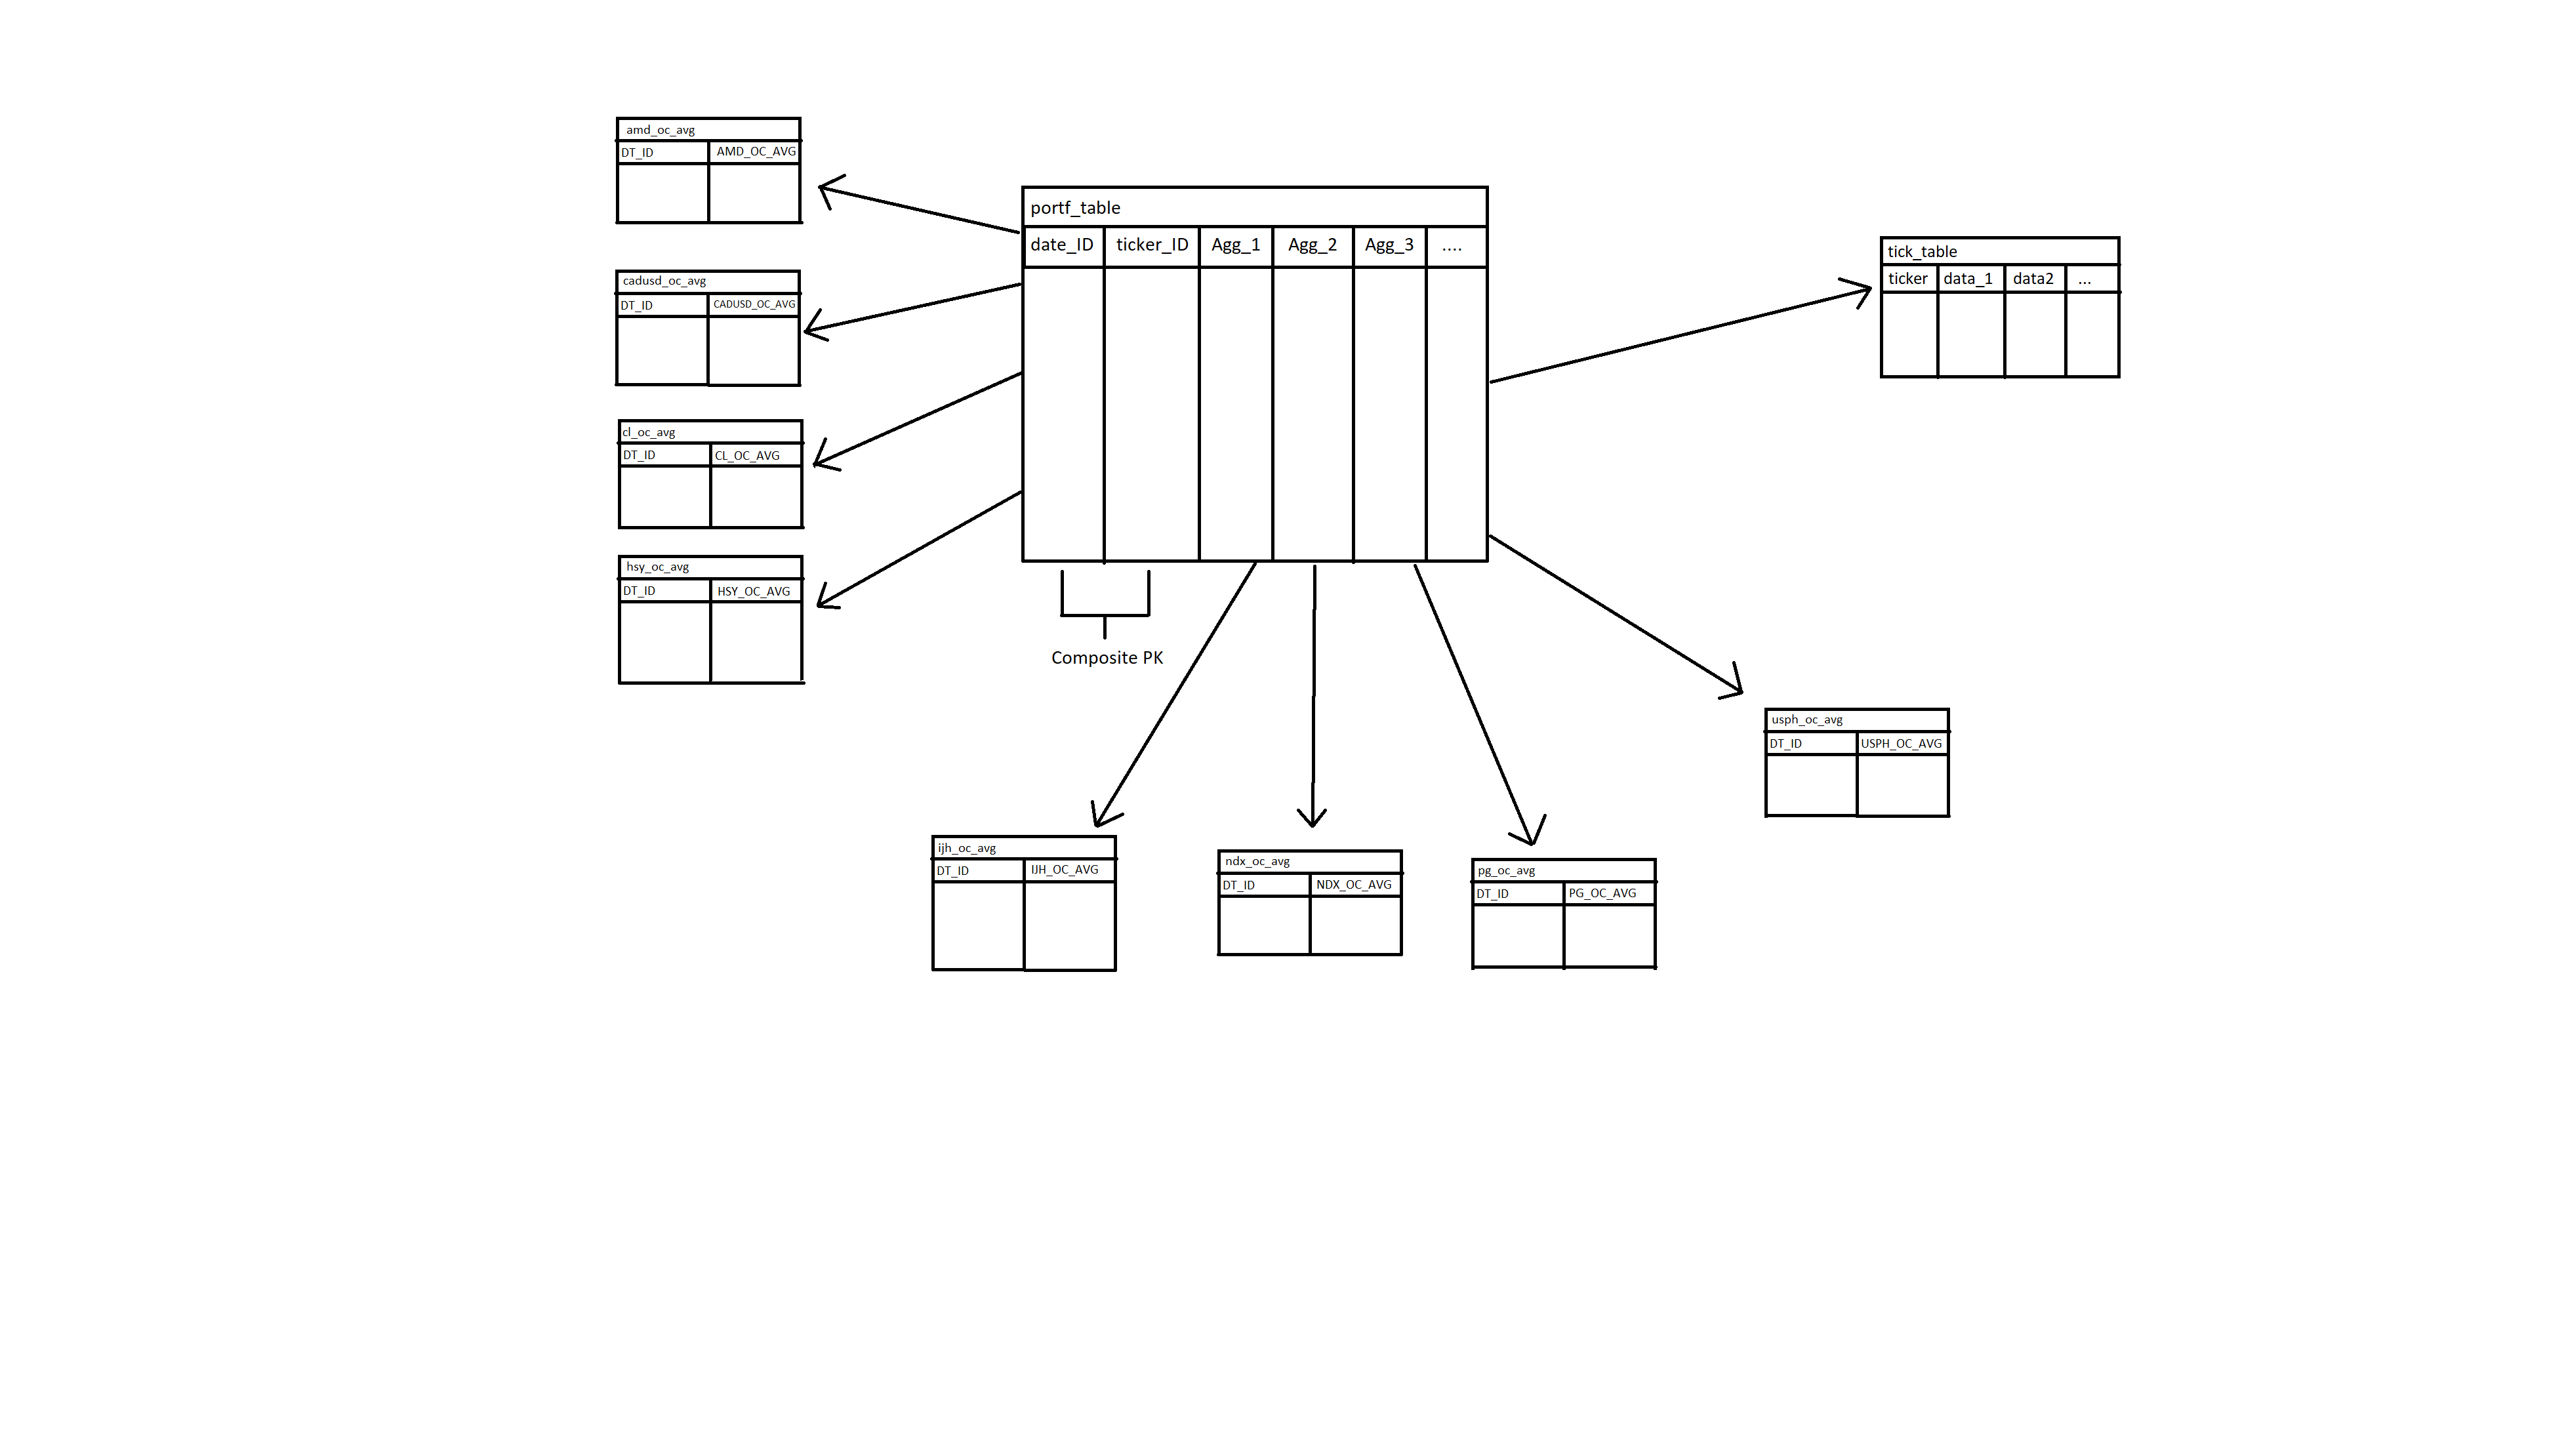 amd_oc_avg
DT_ID AMD_OC_AVG
cadusd_oc_avg
DT_ID CADUSD_OC_AVG
cl_oc_avg
DT_ID CL_OC_AVG
hsy_oc_avg
DT_ID HSY_OC_AVG
portf_table
date_ID ticker_ID Agg_1 Agg_2 Agg_3 ....
Composite PK
tick_table
ticker data_1 data2 ...
usph_oc_avg
DT_ID USPH_OC_AVG
ijh_oc_avg
DT_ID IJH_OC_AVG
ndx_oc_avg
DT_ID NDX_OC_AVG
pg_oc_avg
DT_ID PG_OC_AVG